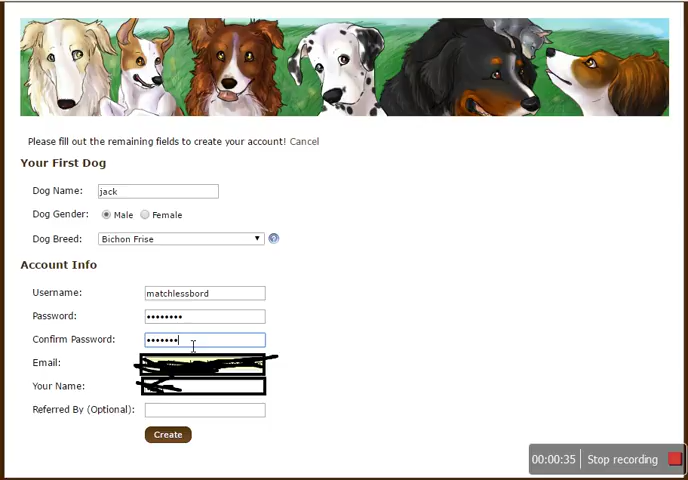 Please fill out the remaining fields to create your account! Cancel
Your First Dog
Dog Name: jack
Dog Gender: Male Female
Dog Breed: Bichon Frise
Account Info
Username: matchlessbord
Password: ••••••••
Confirm Password: •••••••
Email:
Your Name:
Referred By (Optional):
Create
00:00:35 Stop recording